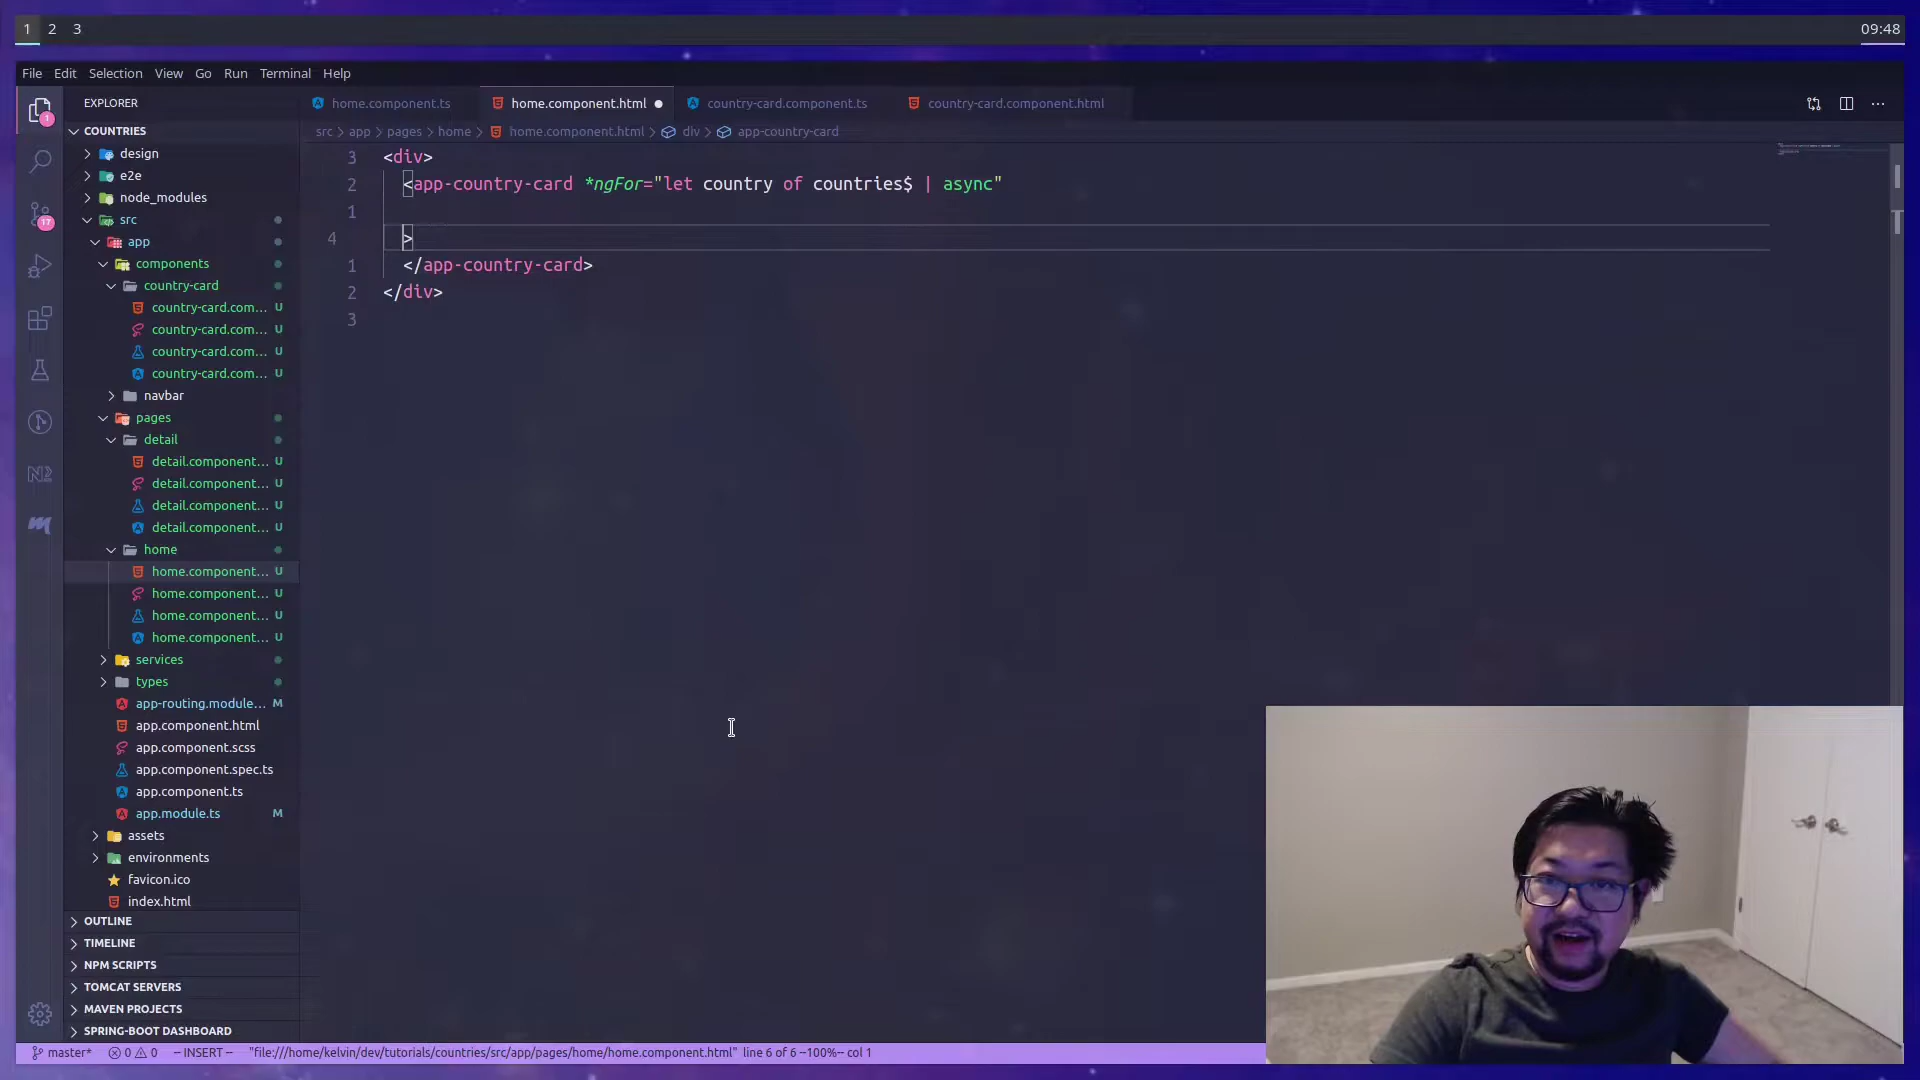 1 2 3
09:48
File Edit Selection View Go Run Terminal Help
EXPLORER
home.component.ts
home.component.html
country-card.component.ts
country-card.component.html
COUNTRIES
src > app > pages > home > home.component.html > div > app-country-card
design
e2e
node_modules
src
app
components
country-card
country-card.com... U
country-card.com... U
country-card.com... U
country-card.com... U
navbar
pages
detail
detail.component... U
detail.component... U
detail.component... U
detail.component... U
home
home.component... U
home.component... U
home.component... U
home.component... U
services
types
app-routing.module... M
app.component.html
app.component.scss
app.component.spec.ts
app.component.ts
app.module.ts M
assets
environments
favicon.ico
index.html
OUTLINE
TIMELINE
NPM SCRIPTS
TOMCAT SERVERS
MAVEN PROJECTS
SPRING-BOOT DASHBOARD
1
17
3 <div>
2 <app-country-card *ngFor="let country of countries$ | async"
1
4 >
1 </app-country-card>
2 </div>
3
master* 0 0 -- INSERT -- "file:///home/kelvin/dev/tutorials/countries/src/app/pages/home/home.component.html" line 6 of 6 --100%-- col 1